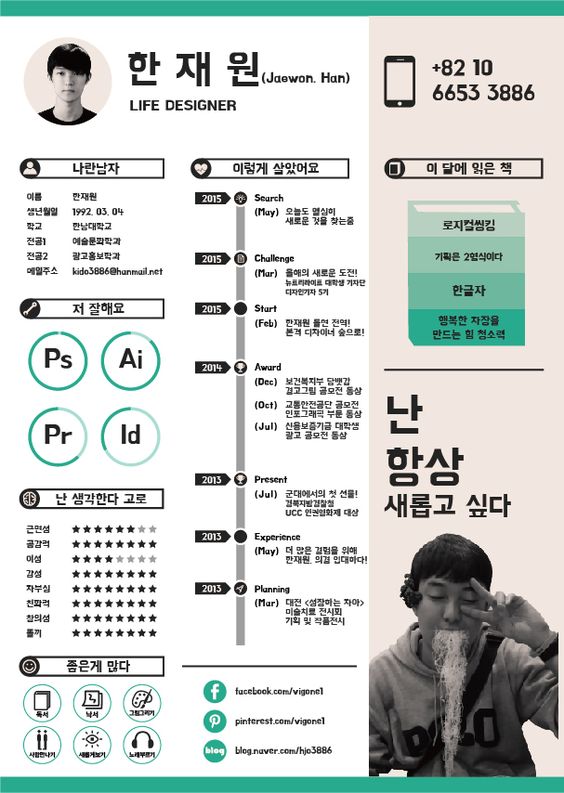 한 재 원(Jaewon. Han)
LIFE DESIGNER
+82 10
6653 3886
나란남자
이름 한재원
생년월일 1992. 03. 04
학교 한남대학교
전공1 예술문화학과
전공2 광고홍보학과
메일주소 kido3886@hanmail.net
저 잘해요
Ps
Ai
Pr
Id
난 생각한다 고로
근면성
공감력
이성
감성
자부심
친화력
창의성
똘끼
좋은게 많다
독서
낙서
그림그리기
사람만나기
새롭게보기
노래부르기
이렇게 살았어요
2015 Search
(May) 오늘도 열심히
새로운 것을 찾는중
2015 Challenge
(Mar) 올해의 새로운 도전!
뉴트리라이트 대학생 기자단
디자인기자 5기
2015 Start
(Feb) 한재원 돌연 전역!
본격 디자이너 숲으로!
2014 Award
(Dec) 보건복지부 담뱃갑
경고그림 공모전 동상
(Oct) 교통안전공단 공모전
인포그래픽 부문 동상
(Jul) 신용보증기금 대학생
광고 공모전 동상
2013 Present
(Jul) 군대에서의 첫 선물!
경북지방경찰청
UCC 인권영화제 대상
2013 Experience
(May) 더 많은 경험을 위해
한재원, 의경 입대하다!
2013 Planning
(Mar) 대전 <성장하는 자아>
미술치료 전시회
기획 및 작품전시
facebook.com/vigone1
pinterest.com/vigone1
blog blog.naver.com/hjo3886
이 달에 읽은 책
로지컬씽킹
기획은 2형식이다
한글자
행복한 자장을
만드는 힘 청소력
난
항상
새롭고 싶다